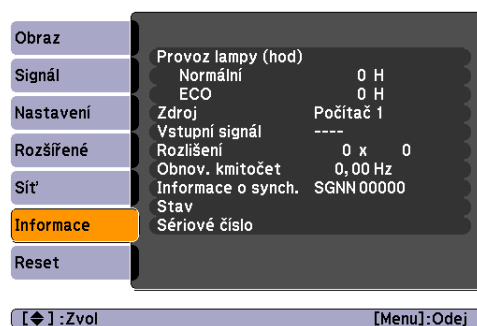 Obraz
Signál
Nastavení
Rozšířené
Síť
Informace
Reset
Provoz lampy (hod)
Normální 0 H
ECO 0 H
Zdroj Počítač 1
Vstupní signál ----
Rozlišení 0 x 0
Obnov. kmitočet 0,00 Hz
Informace o synch. SGNN 00000
Stav
Sériové číslo
[◆] :Zvol [Menu]:Odej